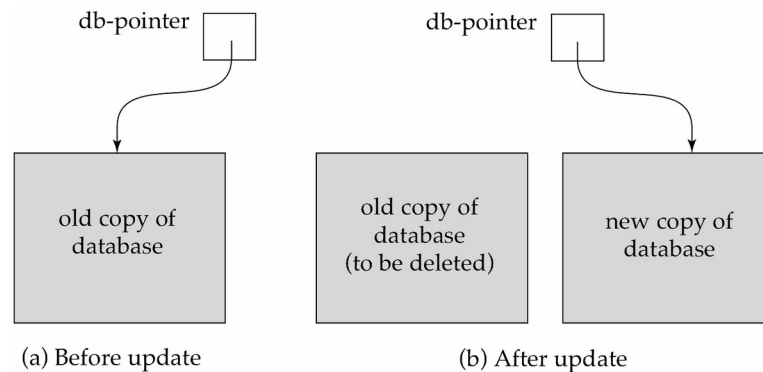 db-pointer
old copy of
database
(a) Before update
db-pointer
old copy of
database
(to be deleted)
new copy of
database
(b) After update